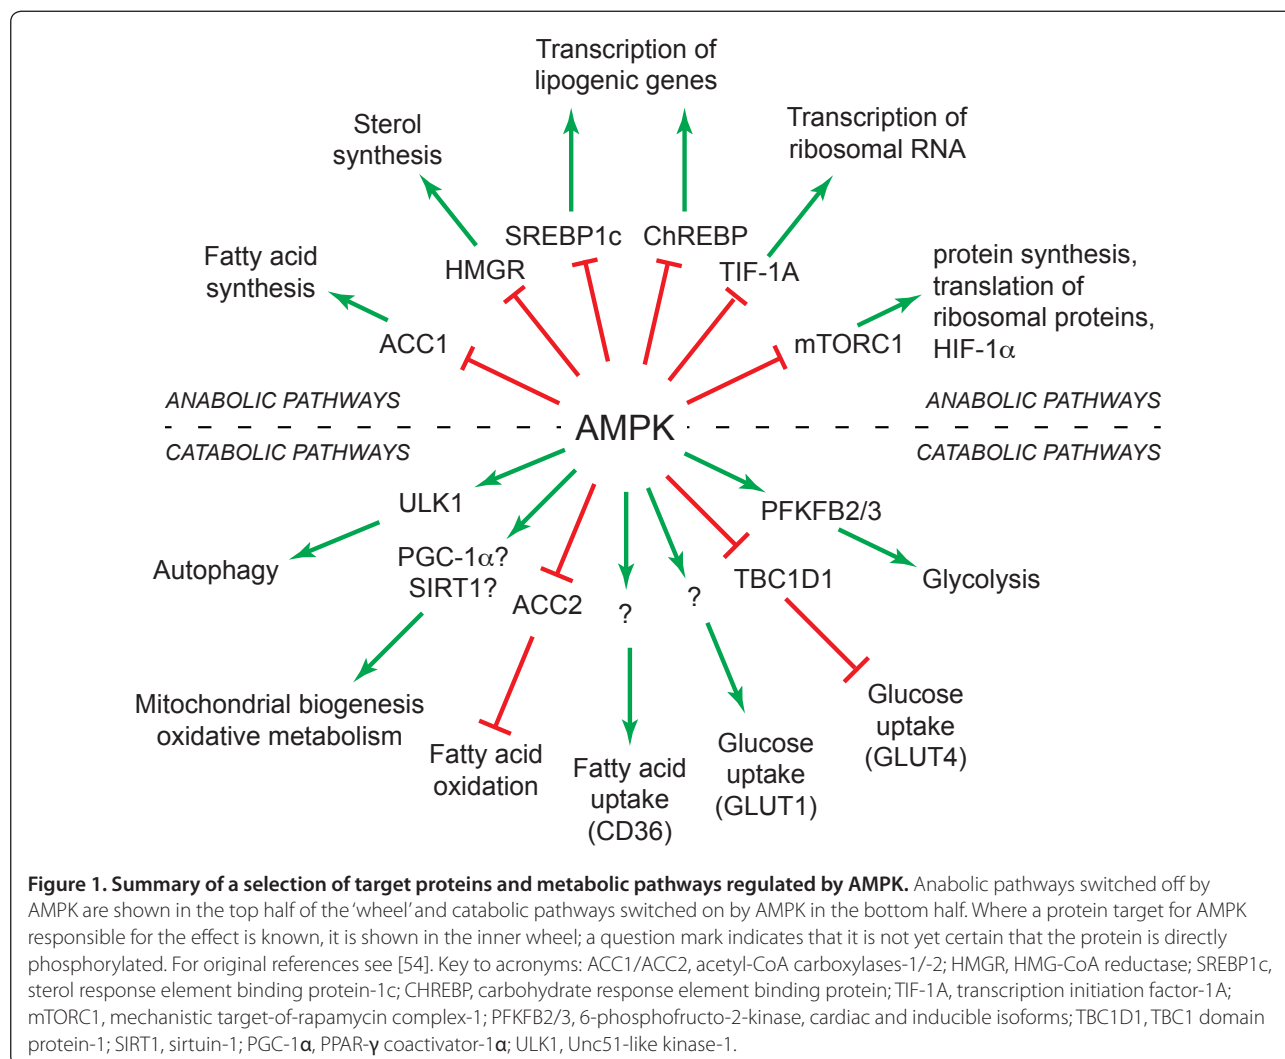 Transcription of
lipogenic genes
Sterol
synthesis
Transcription of
ribosomal RNA
Fatty acid
synthesis
SREBP1c
ChREBP
HMGR
TIF-1A
protein synthesis,
translation of
ribosomal proteins,
HIF-1α
ACC1
mTORC1
ANABOLIC PATHWAYS
ANABOLIC PATHWAYS
AMPK
CATABOLIC PATHWAYS
CATABOLIC PATHWAYS
ULK1
PFKFB2/3
Autophagy
PGC-1α?
SIRT1?
ACC2
?
?
TBC1D1
Glycolysis
Mitochondrial biogenesis
oxidative metabolism
Fatty acid
oxidation
Fatty acid
uptake
(CD36)
Glucose
uptake
(GLUT1)
Glucose
uptake
(GLUT4)
Figure 1. Summary of a selection of target proteins and metabolic pathways regulated by AMPK. Anabolic pathways switched off by
AMPK are shown in the top half of the ‘wheel’ and catabolic pathways switched on by AMPK in the bottom half. Where a protein target for AMPK
responsible for the effect is known, it is shown in the inner wheel; a question mark indicates that it is not yet certain that the protein is directly
phosphorylated. For original references see [54]. Key to acronyms: ACC1/ACC2, acetyl-CoA carboxylases-1/-2; HMGR, HMG-CoA reductase; SREBP1c,
sterol response element binding protein-1c; CHREBP, carbohydrate response element binding protein; TIF-1A, transcription initiation factor-1A;
mTORC1, mechanistic target-of-rapamycin complex-1; PFKFB2/3, 6-phosphofructo-2-kinase, cardiac and inducible isoforms; TBC1D1, TBC1 domain
protein-1; SIRT1, sirtuin-1; PGC-1α, PPAR-γ coactivator-1α; ULK1, Unc51-like kinase-1.